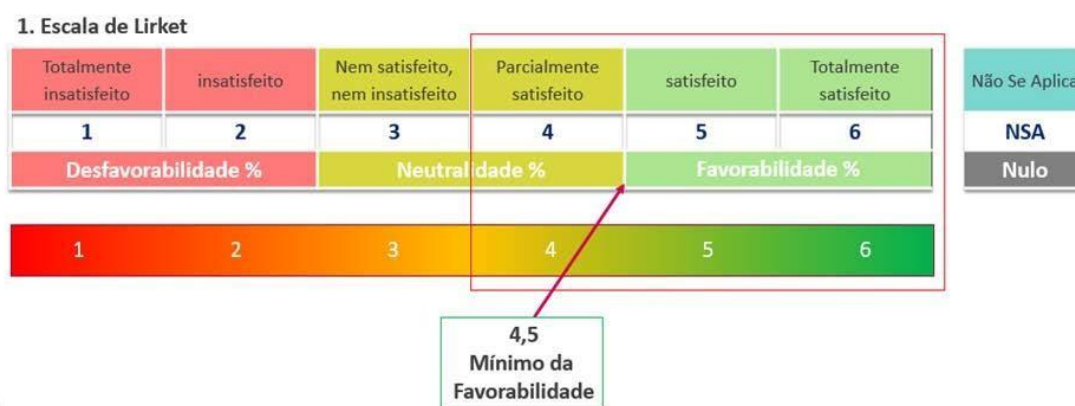 1. Escala de Lirket
Totalmente insatisfeito
insatisfeito
Nem satisfeito, nem insatisfeito
Parcialmente satisfeito
satisfeito
Totalmente satisfeito
Não Se Aplica
1 2 3 4 5 6 NSA
Desfavorabilidade % Neutralidade % Favorabilidade % Nulo
1 2 3 4 5 6
4,5
Mínimo da
Favorabilidade